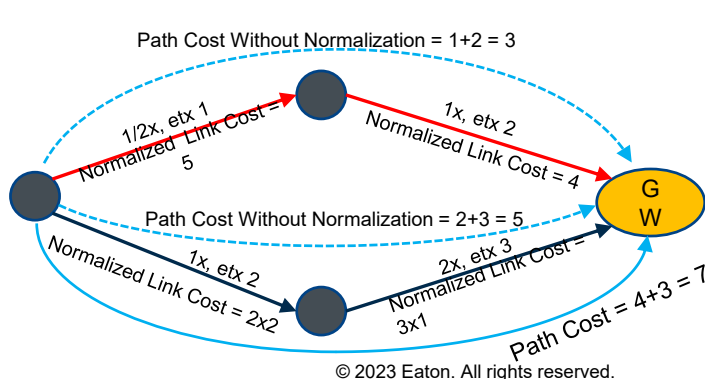 Path Cost Without Normalization = 1+2 = 3
1/2x, etx 1
Normalized Link Cost =
5
1x, etx 2
Normalized Link Cost = 4
G
W
Path Cost Without Normalization = 2+3 = 5
1x, etx 2
Normalized Link Cost = 2x2
2x, etx 3
Normalized Link Cost =
3x1
Path Cost = 4+3 = 7
© 2023 Eaton. All rights reserved.